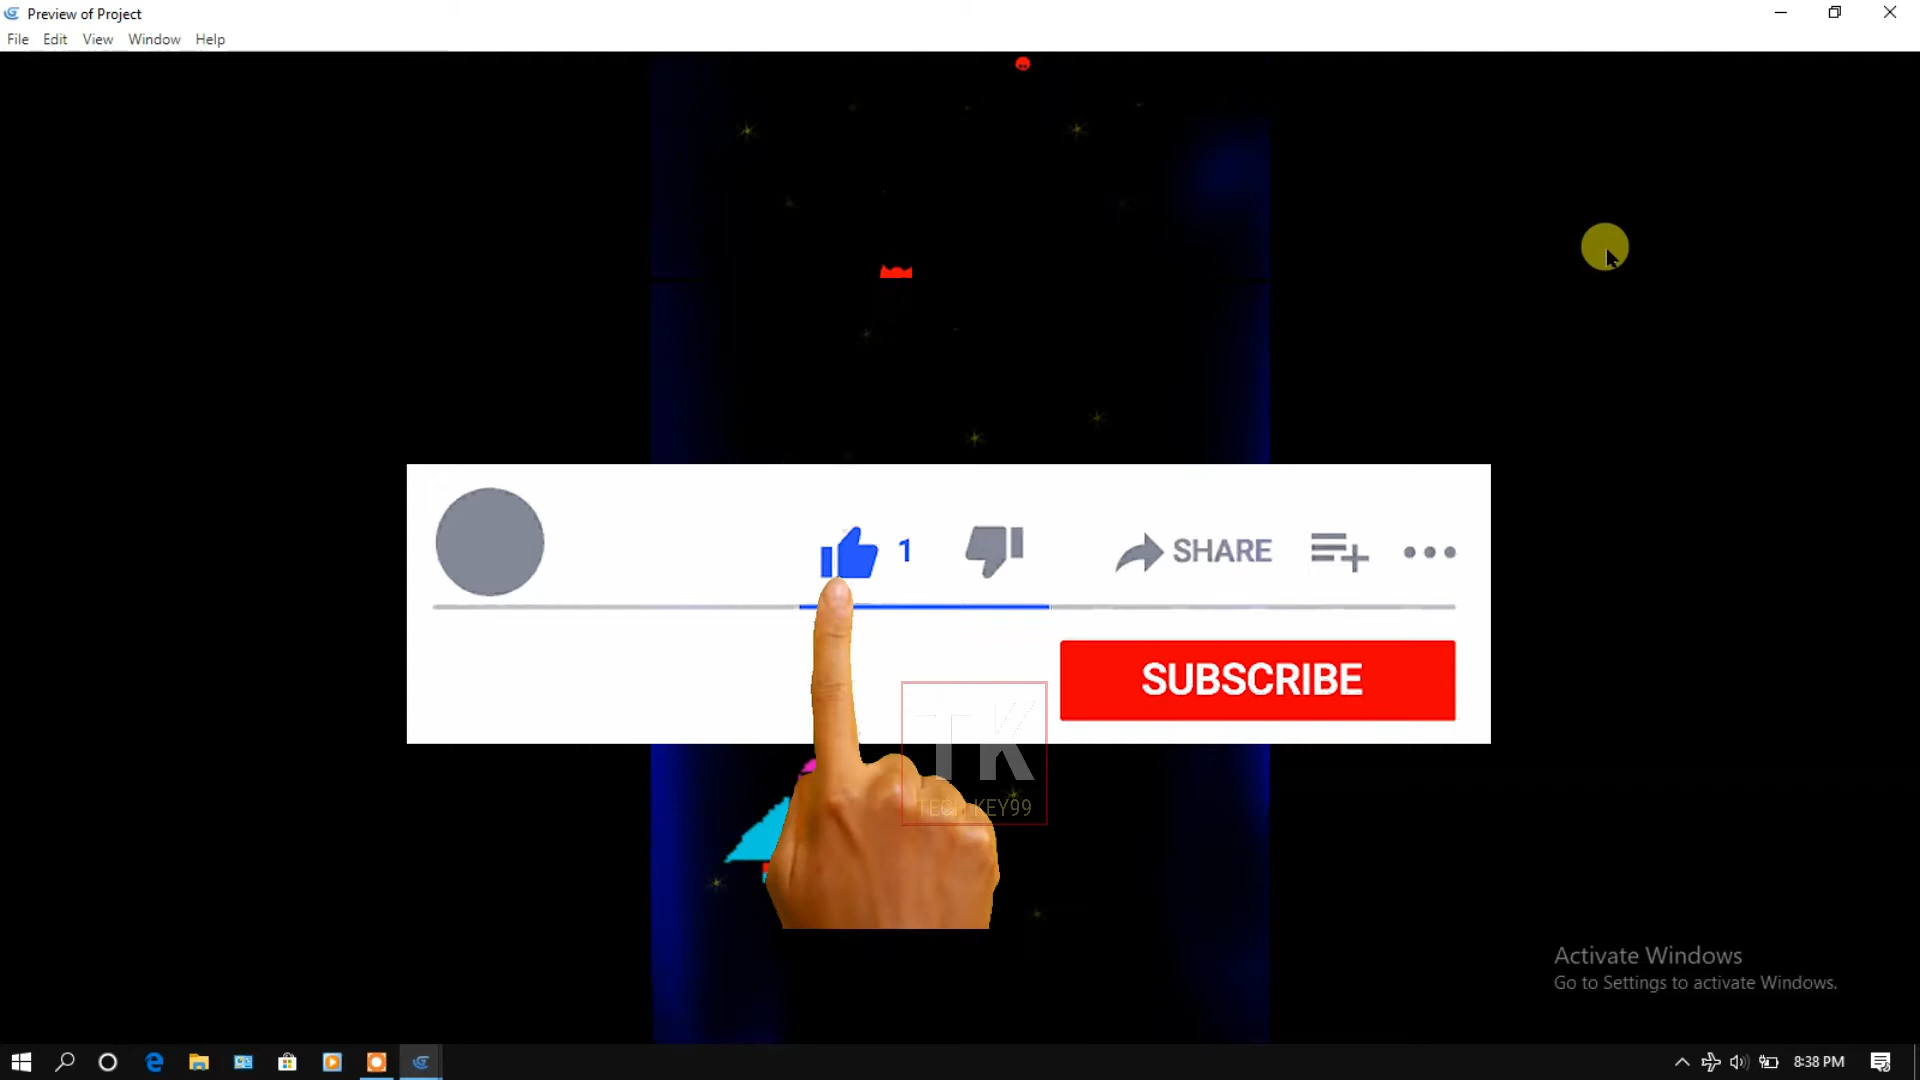 Preview of Project
File Edit View Window Help
1
SHARE
SUBSCRIBE
TK
TECH KEY99
Activate Windows
Go to Settings to activate Windows.
8:38 PM